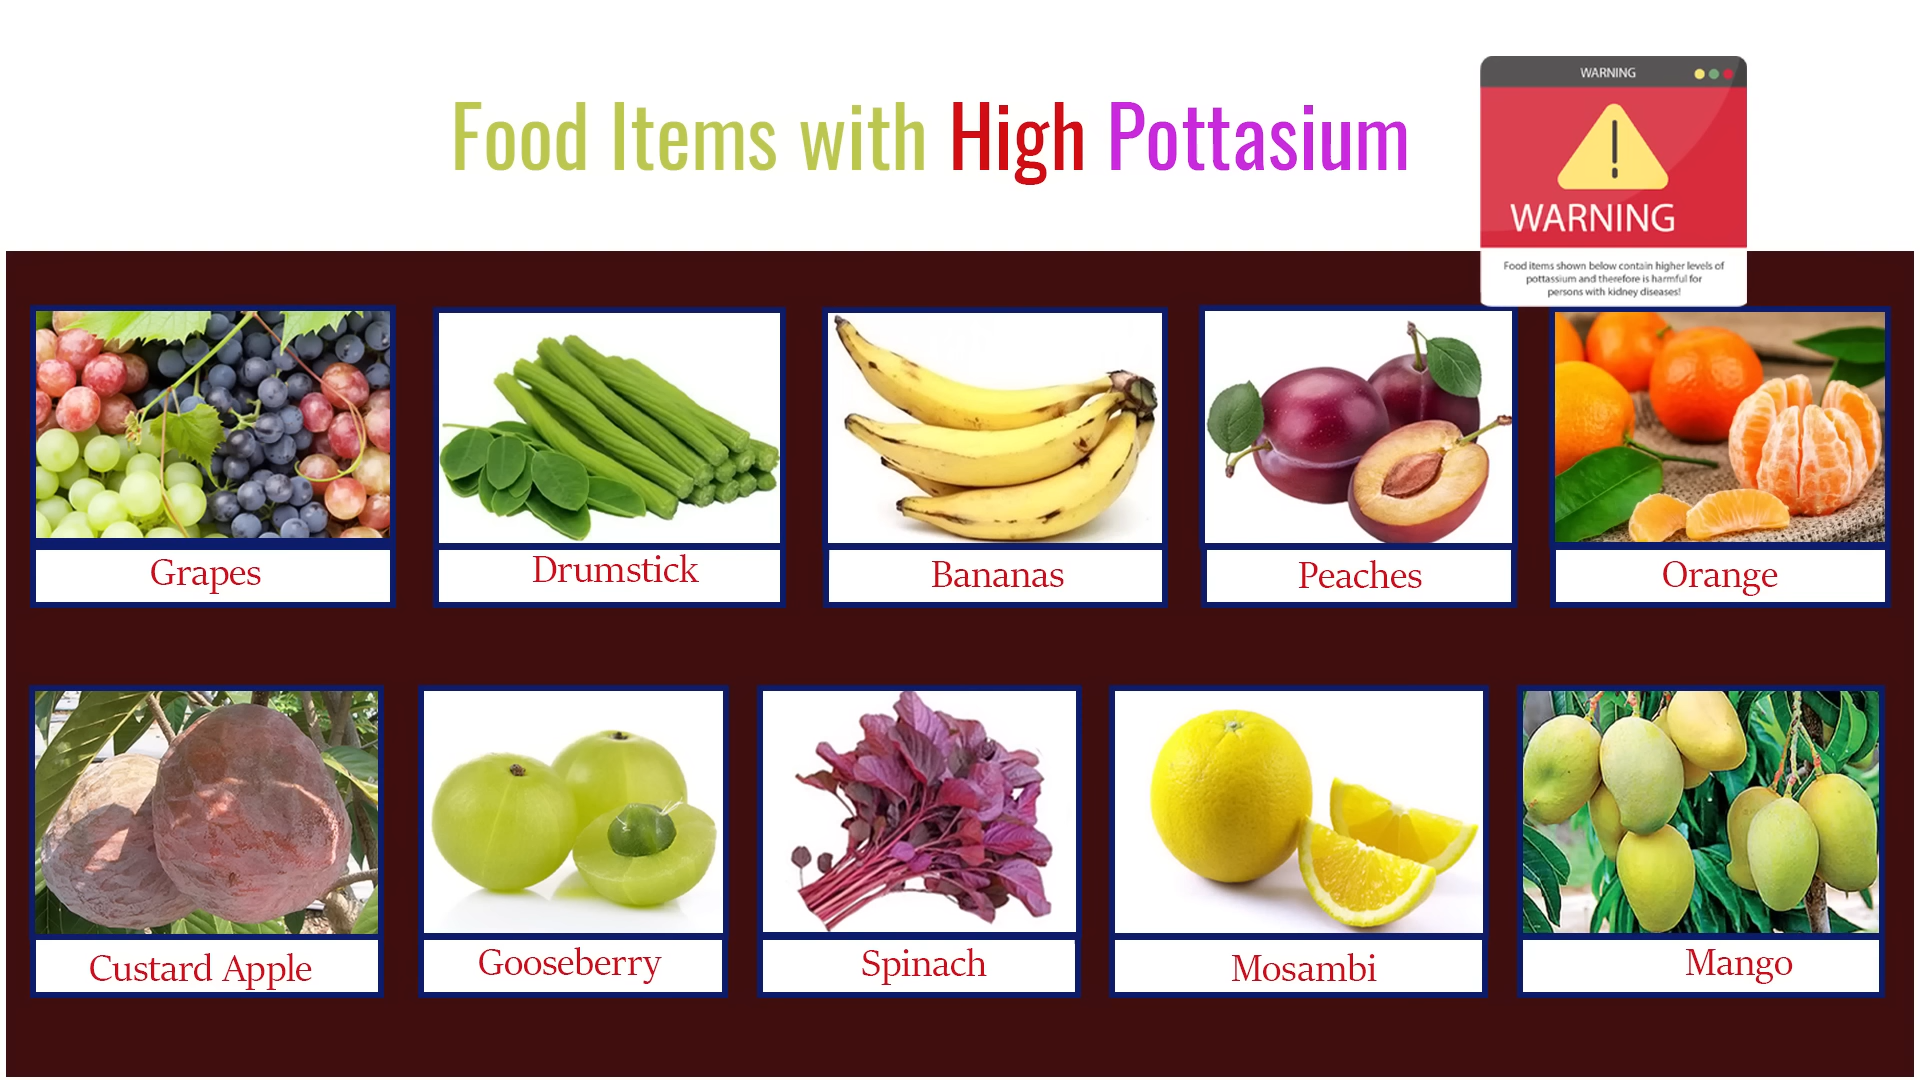 Food Items with High Pottasium
WARNING
WARNING
Food items shown below contain higher levels of
pottassium and therefore is harmful for
persons with kidney diseases!
Grapes
Drumstick
Bananas
Peaches
Orange
Custard Apple
Gooseberry
Spinach
Mosambi
Mango